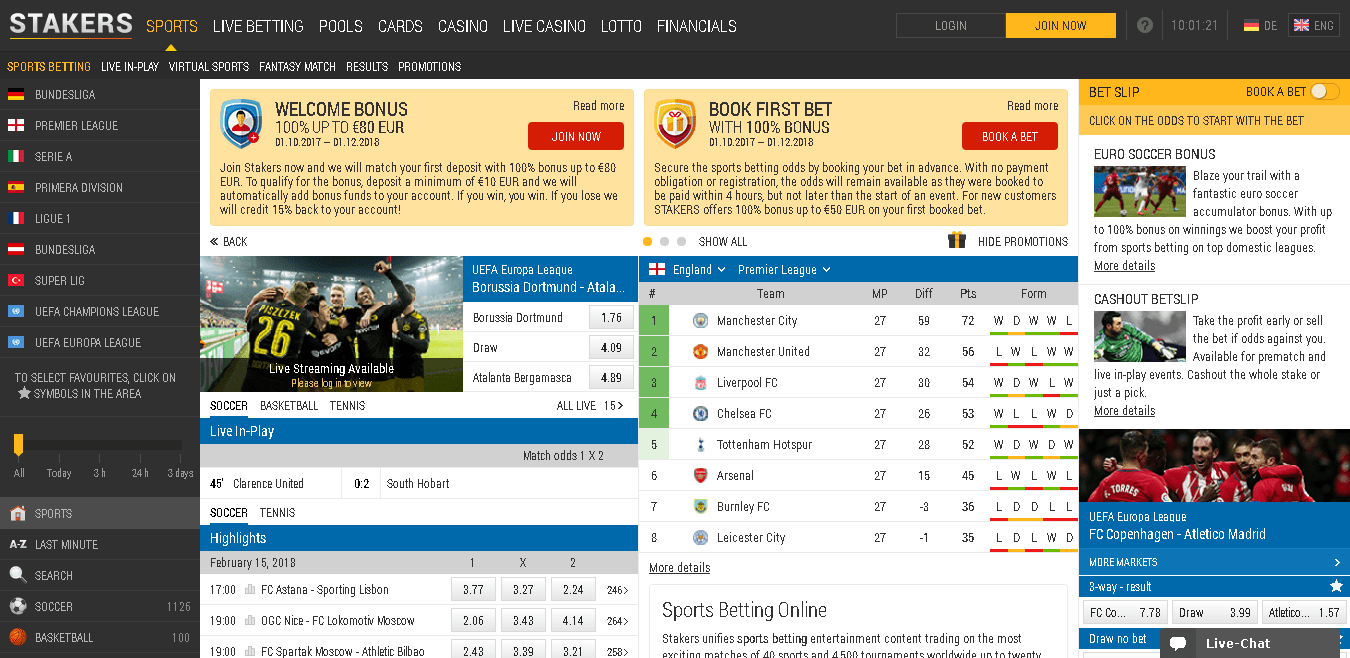 STAKERS
SPORTS LIVE BETTING POOLS CARDS CASINO LIVE CASINO LOTTO FINANCIALS
LOGIN JOIN NOW ? 10:01:21 DE ENG
SPORTS BETTING LIVE IN-PLAY VIRTUAL SPORTS FANTASY MATCH RESULTS PROMOTIONS
BUNDESLIGA
PREMIER LEAGUE
SERIE A
PRIMERA DIVISION
LIGUE 1
BUNDESLIGA
SUPER LIG
UEFA CHAMPIONS LEAGUE
UEFA EUROPA LEAGUE
TO SELECT FAVOURITES, CLICK ON
SYMBOLS IN THE AREA
All Today 3 h 24 h 3 days
SPORTS
A-Z LAST MINUTE
SEARCH
SOCCER 1126
BASKETBALL 100
WELCOME BONUS Read more
100% UP TO €80 EUR
01.10.2017 – 01.12.2018
JOIN NOW
Join Stakers now and we will match your first deposit with 100% bonus up to €80
EUR. To qualify for the bonus, deposit a minimum of €10 EUR and we will
automatically add bonus funds to your account. If you win, you win. If you lose we
will credit 15% back to your account!
BOOK FIRST BET Read more
WITH 100% BONUS
01.10.2017 – 01.12.2018
BOOK A BET
Secure the sports betting odds by booking your bet in advance. With no payment
obligation or registration, the odds will remain available as they were booked to
be paid within 4 hours, but not later than the start of an event. For new customers
STAKERS offers 100% bonus up to €50 EUR on your first booked bet.
« BACK
SHOW ALL
HIDE PROMOTIONS
PISZCZEK
26
Live Streaming Available
Please log in to view
UEFA Europa League
Borussia Dortmund - Atala...
Borussia Dortmund 1.76
Draw 4.09
Atalanta Bergamasca 4.89
SOCCER BASKETBALL TENNIS ALL LIVE 15 >
Live In-Play
Match odds 1 X 2
45' Clarence United 0:2 South Hobart
SOCCER TENNIS
Highlights
February 15, 2018 1 X 2
17:00 FC Astana - Sporting Lisbon 3.77 3.27 2.24 246 >
19:00 OGC Nice - FC Lokomotiv Moscow 2.06 3.43 4.14 264 >
19:00 FC Spartak Moscow - Athletic Bilbao 2.43 3.39 3.21 258 >
England Premier League
# Team MP Diff Pts Form
1 Manchester City 27 59 72 W D W W L
2 Manchester United 27 32 56 L W L W W
3 Liverpool FC 27 30 54 W D W L W
4 Chelsea FC 27 26 53 W L L W D
5 Tottenham Hotspur 27 28 52 W D W D W
6 Arsenal 27 15 45 L W L W L
7 Burnley FC 27 -3 36 L D D L L
8 Leicester City 27 -1 35 L D L W D
More details
Sports Betting Online
Stakers unifies sports betting entertainment content trading on the most
exciting matches of 40 sports and 4,500 tournaments worldwide up to twenty
BET SLIP BOOK A BET
CLICK ON THE ODDS TO START WITH THE BET
EURO SOCCER BONUS
Blaze your trail with a
fantastic euro soccer
accumulator bonus. With up
to 100% bonus on winnings we boost your profit
from sports betting on top domestic leagues.
More details
CASHOUT BETSLIP
Take the profit early or sell
the bet if odds against you.
Available for prematch and
live in-play events. Cashout the whole stake or
just a pick.
More details
F.TORRES
UEFA Europa League
FC Copenhagen - Atletico Madrid
MORE MARKETS >
3-way - result
FC Co... 7.78 Draw 3.99 Atletico... 1.57
Draw no bet
Live-Chat